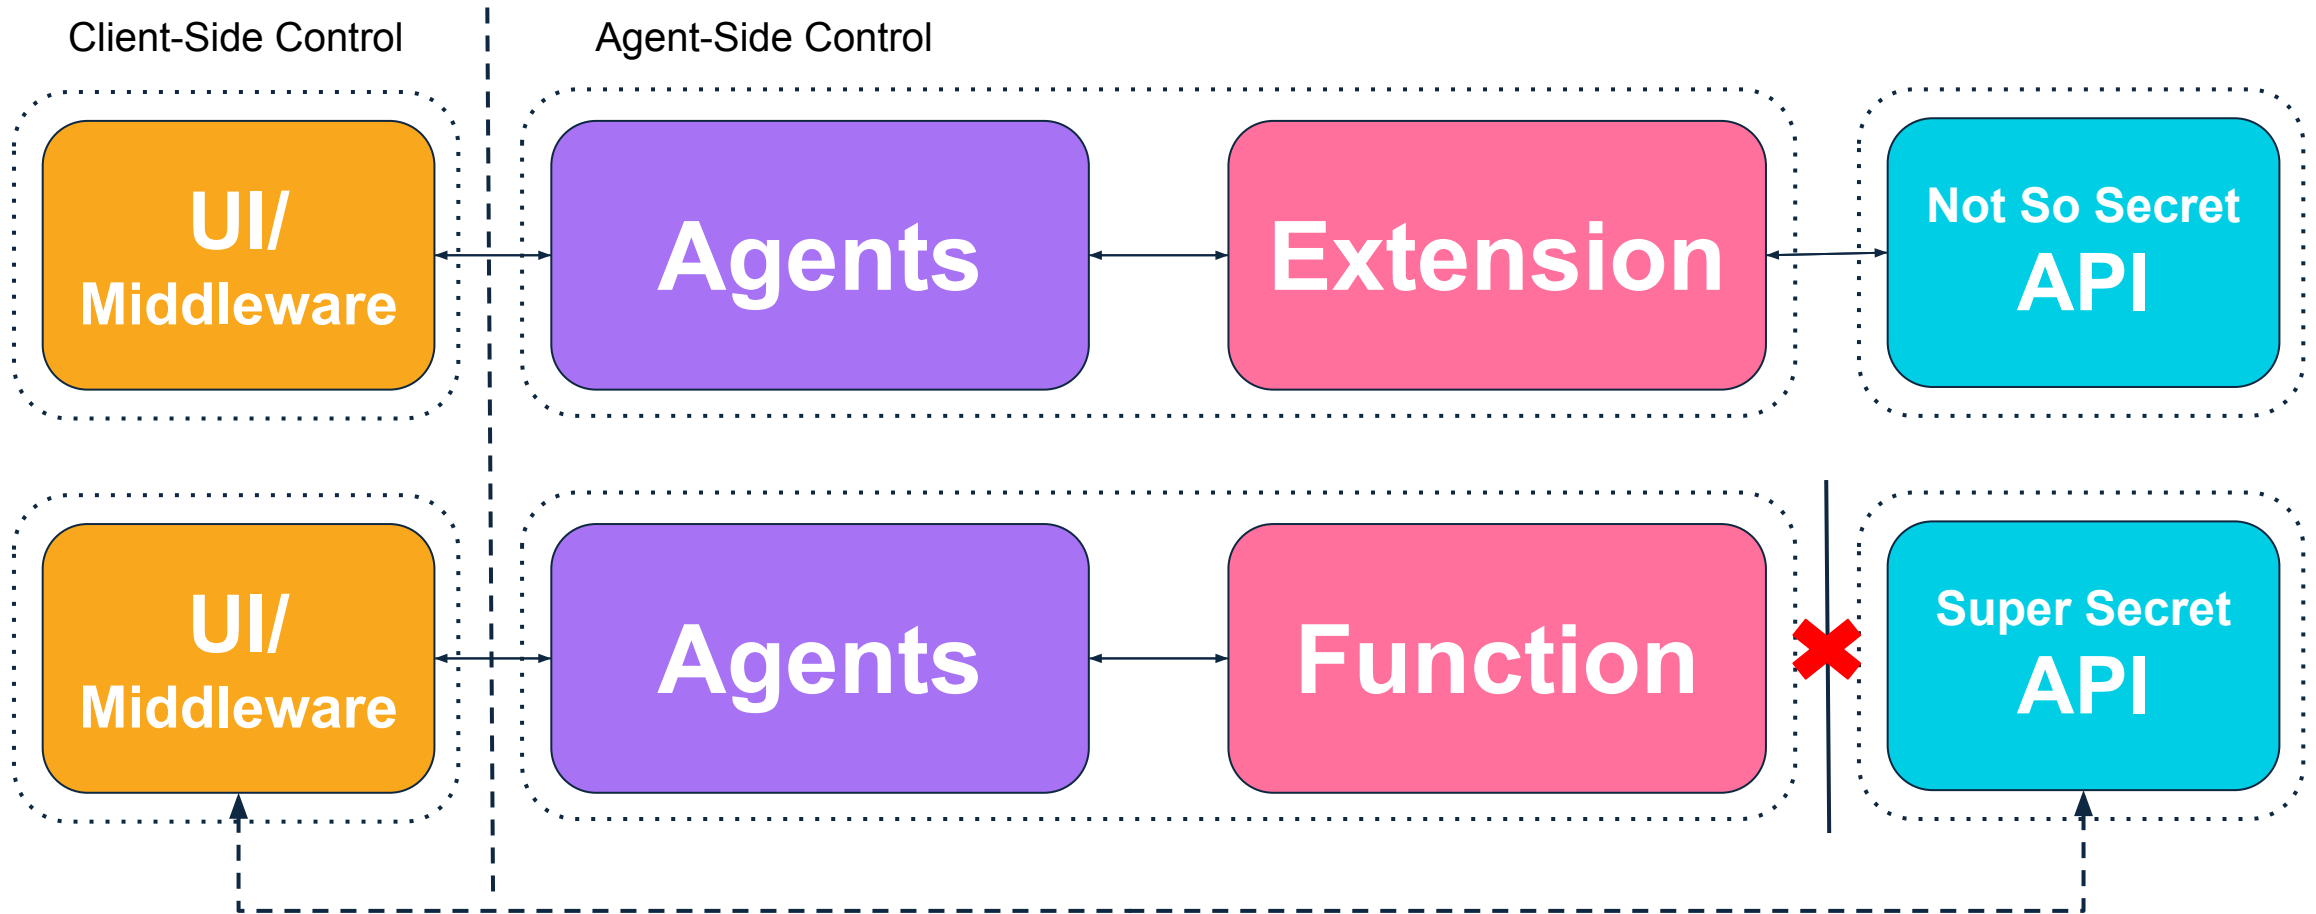 Client-Side Control
Agent-Side Control
UI/
Middleware
Agents
Extension
Not So Secret
API
UI/
Middleware
Agents
Function
Super Secret
API